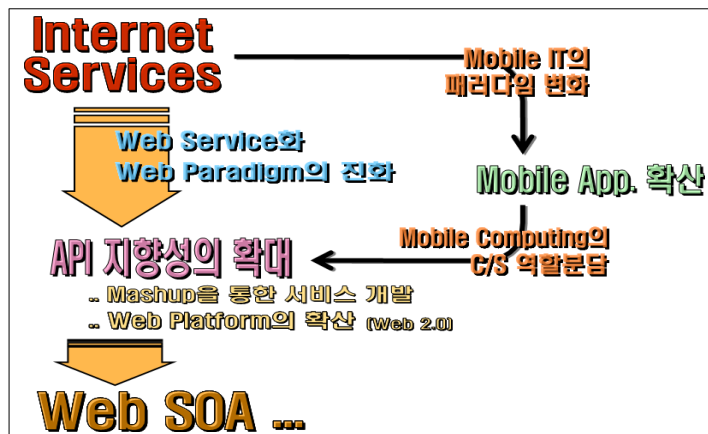 Internet
Services
Mobile IT의
패러다임 변화
Web Service화
Web Paradigm의 진화
Mobile App. 확산
Mobile Computing의
C/S 역할분담
API 지향성의 확대
.. Mashup을 통한 서비스 개발
.. Web Platform의 확산 (Web 2.0)
Web SOA ...